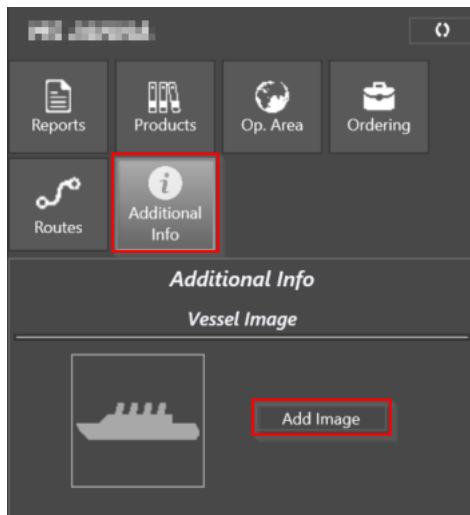 Reports
Products
Op. Area
Ordering
Routes
Additional
Info
Additional Info
Vessel Image
Add Image